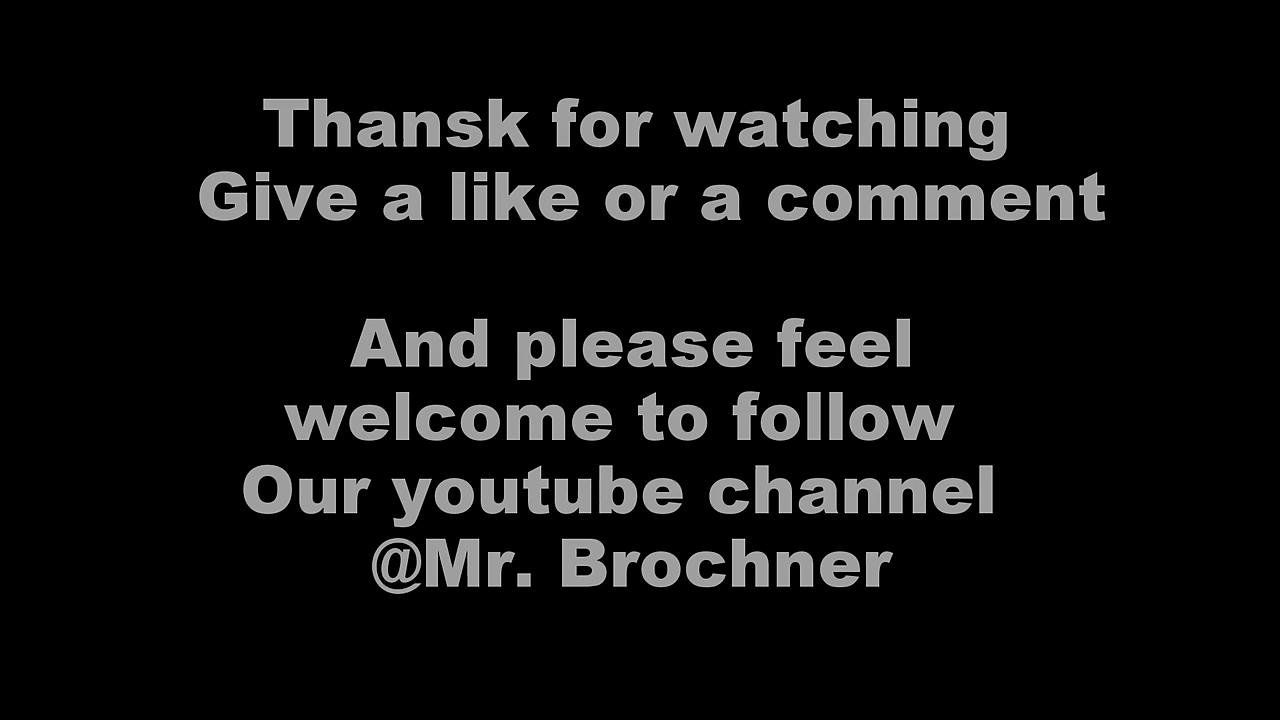 Thansk for watching
Give a like or a comment
And please feel
welcome to follow
Our youtube channel
@Mr. Brochner